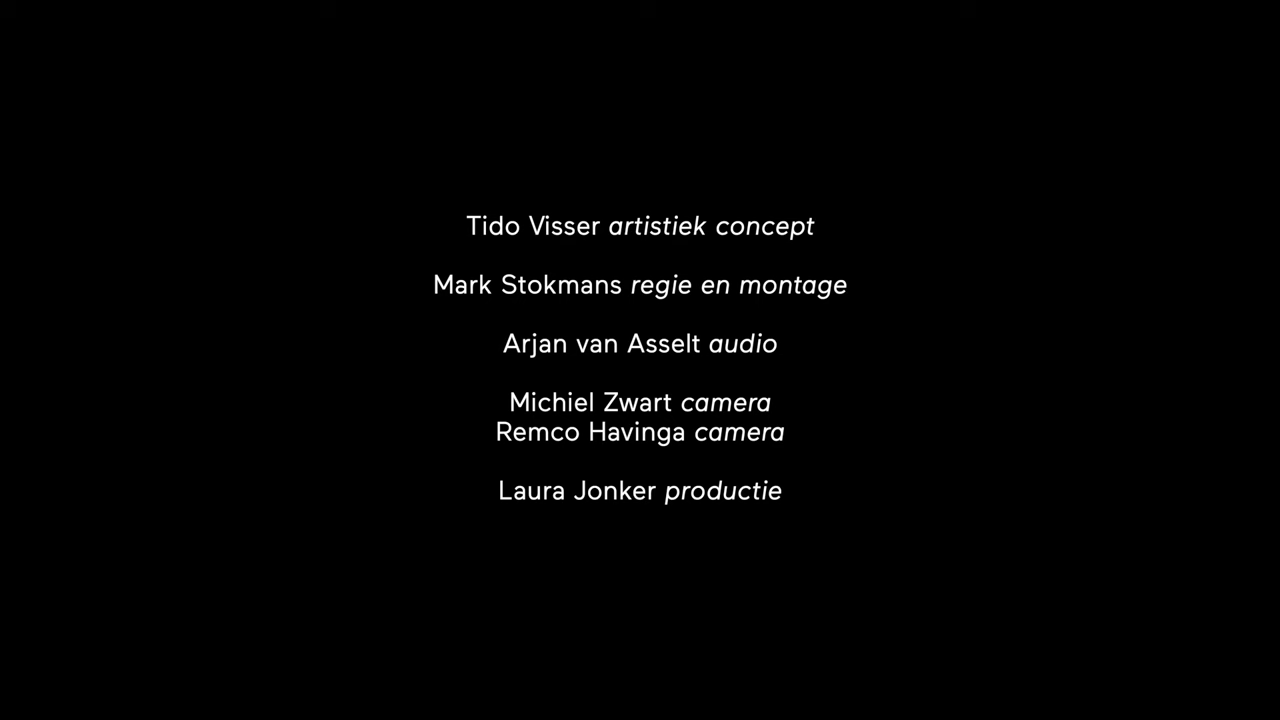 Tido Visser artistiek concept
Mark Stokmans regie en montage
Arjan van Asselt audio
Michiel Zwart camera
Remco Havinga camera
Laura Jonker productie